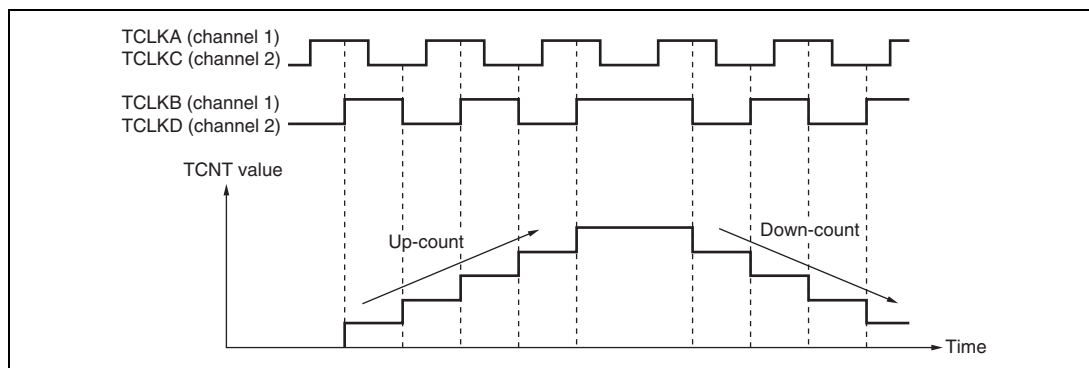 TCLKA (channel 1)
TCLKC (channel 2)
TCLKB (channel 1)
TCLKD (channel 2)
TCNT value
Up-count
Down-count
Time